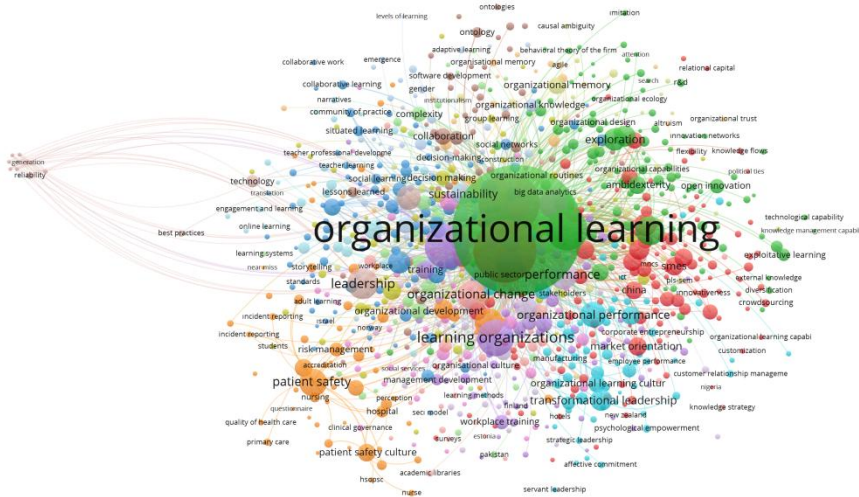 ontologies
levels of learning
ontology
causal ambiguity
collaborative work
emergence
adaptive learning
organisational memory
behavioral theory of the firm
attention
agile
relational capital
collaborative learning
software development
gender
organizational memory
search
r&d
narratives
institutionalism
organizational knowledge
organizational ecology
community of practice
complexity
group learning
organizational design
altruism
organizational trust
situated learning
collaboration
social networks
exploration
innovation networks
teacher learning
decision-making
construction
flexibility
knowledge flows
generation
reliability
technology
social learning
decision making
organizational routines
organizational capabilities
political ties
translation
lessons learned
sustainability
big data analytics
ambidexterity
open innovation
engagement and learning
technological capability
best practices
online learning
organizational learning
learning systems
exploitative learning
near miss
storytelling
workplace
training
public sector
performance
ict
mncs
smes
standards
leadership
pls-sem
external knowledge
adult learning
organizational change
stakeholders
china
innovativeness
diversification
crowdsourcing
incident reporting
israel
organizational development
organizational performance
norway
incident reporting
learning organizations
corporate entrepreneurship
students
risk management
market orientation
customization
accreditation
social services
organisational culture
manufacturing
employee performance
patient safety
management development
organizational learning cultur
customer relationship manageme
nursing
nigeria
perception
learning methods
transformational leadership
questionnaire
hospital
seci model
finland
knowledge strategy
quality of health care
clinical governance
workplace training
hotels
new zealand
psychological empowerment
primary care
surveys
estonia
strategic leadership
patient safety culture
pakistan
affective commitment
academic libraries
hsopsc
nurse
servant leadership